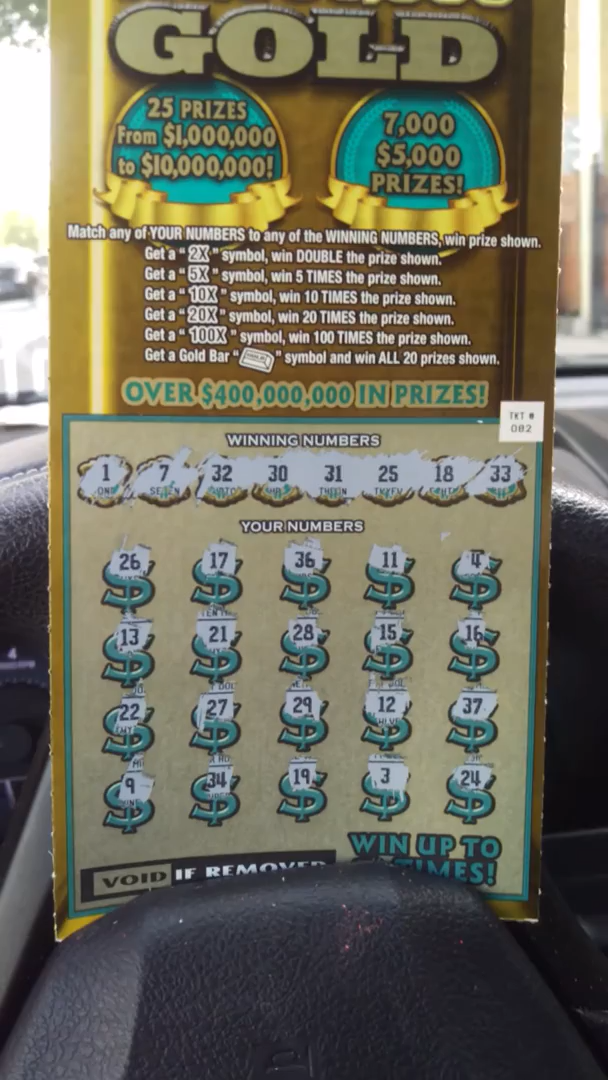 GOLD
25 PRIZES
From $1,000,000
to $10,000,000!
7,000
$5,000
PRIZES!
Match any of YOUR NUMBERS to any of the WINNING NUMBERS, win prize shown.
Get a "2X" symbol, win DOUBLE the prize shown.
Get a "5X" symbol, win 5 TIMES the prize shown.
Get a "10X" symbol, win 10 TIMES the prize shown.
Get a "20X" symbol, win 20 TIMES the prize shown.
Get a "100X" symbol, win 100 TIMES the prize shown.
Get a Gold Bar " " symbol and win ALL 20 prizes shown.
OVER $400,000,000 IN PRIZES!
TKT #
082
WINNING NUMBERS
1 7 32 30 31 25 18 33
YOUR NUMBERS
26 17 36 11 4
$ $ $ $ $
13 21 28 15 16
$ $ $ $ $
22 27 29 12 37
$ $ $ $ $
9 34 19 3 24
$ $ $ $ $
WIN UP TO
TIMES!
VOID IF REMOVED